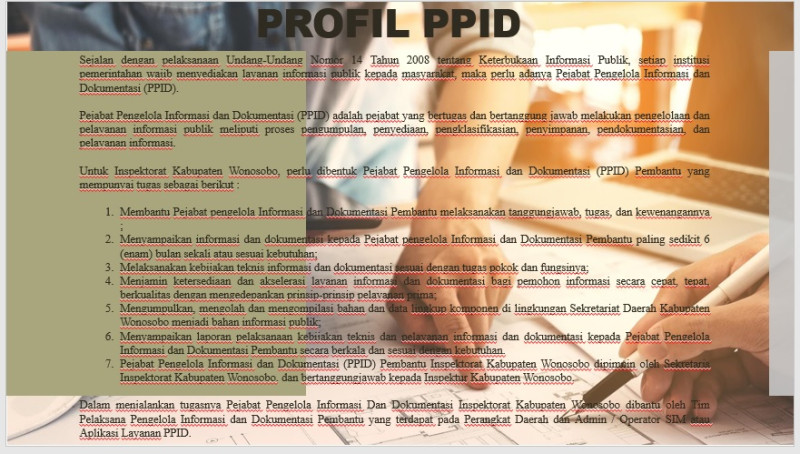 PROFIL PPID
Sejalan dengan pelaksanaan Undang-Undang Nomor 14 Tahun 2008 tentang Keterbukaan Informasi Publik, setiap institusi
pemerintahan wajib menyediakan layanan informasi publik kepada masyarakat, maka perlu adanya Pejabat Pengelola Informasi dan
Dokumentasi (PPID).
Pejabat Pengelola Informasi dan Dokumentasi (PPID) adalah pejabat yang bertugas dan bertanggung jawab melakukan pengelolaan dan
pelayanan informasi publik meliputi proses pengumpulan, penyediaan, pengklasifikasian, penyimpanan, pendokumentasian, dan
pelayanan informasi.
Untuk Inspektorat Kabupaten Wonosobo, perlu dibentuk Pejabat Pengelola Informasi dan Dokumentasi (PPID) Pembantu yang
mempunyai tugas sebagai berikut :
1. Membantu Pejabat pengelola Informasi dan Dokumentasi Pembantu melaksanakan tanggungjawab, tugas, dan kewenangannya
;
2. Menyampaikan informasi dan dokumentasi kepada Pejabat pengelola Informasi dan Dokumentasi Pembantu paling sedikit 6
(enam) bulan sekali atau sesuai kebutuhan;
3. Melaksanakan kebijakan teknis informasi dan dokumentasi sesuai dengan tugas pokok dan fungsinya;
4. Menjamin ketersediaan dan akselerasi layanan informasi dan dokumentasi bagi pemohon informasi secara cepat, tepat,
berkualitas dengan mengedepankan prinsip-prinsip pelayanan prima;
5. Mengumpulkan, mengolah dan mengompilasi bahan dan data lingkup komponen di lingkungan Sekretariat Daerah Kabupaten
Wonosobo menjadi bahan informasi publik;
6. Menyampaikan laporan pelaksanaan kebijakan teknis dan pelayanan informasi dan dokumentasi kepada Pejabat Pengelola
Informasi dan Dokumentasi Pembantu secara berkala dan sesuai dengan kebutuhan.
7. Pejabat Pengelola Informasi dan Dokumentasi (PPID) Pembantu Inspektorat Kabupaten Wonosobo dipimpin oleh Sekretaris
Inspektorat Kabupaten Wonosobo. dan bertanggungjawab kepada Inspektur Kabupaten Wonosobo.
Dalam menjalankan tugasnya Pejabat Pengelola Informasi Dan Dokumentasi Inspektorat Kabupaten Wonosobo dibantu oleh Tim
Pelaksana Pengelola Informasi dan Dokumentasi Pembantu yang terdapat pada Perangkat Daerah dan Admin / Operator SIM atau
Aplikasi Layanan PPID.